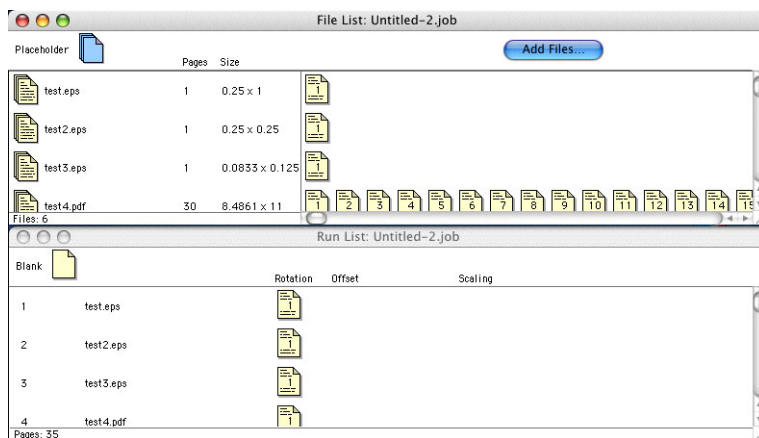 File List: Untitled-2.job
Placeholder
Add Files...
Pages Size
test.eps 1 0.25 x 1 1
test2.eps 1 0.25 x 0.25 1
test3.eps 1 0.0833 x 0.125 1
test4.pdf 30 8.4861 x 11 1 2 3 4 5 6 7 8 9 10 11 12 13 14 15
Files: 6
Run List: Untitled-2.job
Blank
Rotation Offset Scaling
1 test.eps 1
2 test2.eps 1
3 test3.eps 1
4 test4.pdf 1
Pages: 35